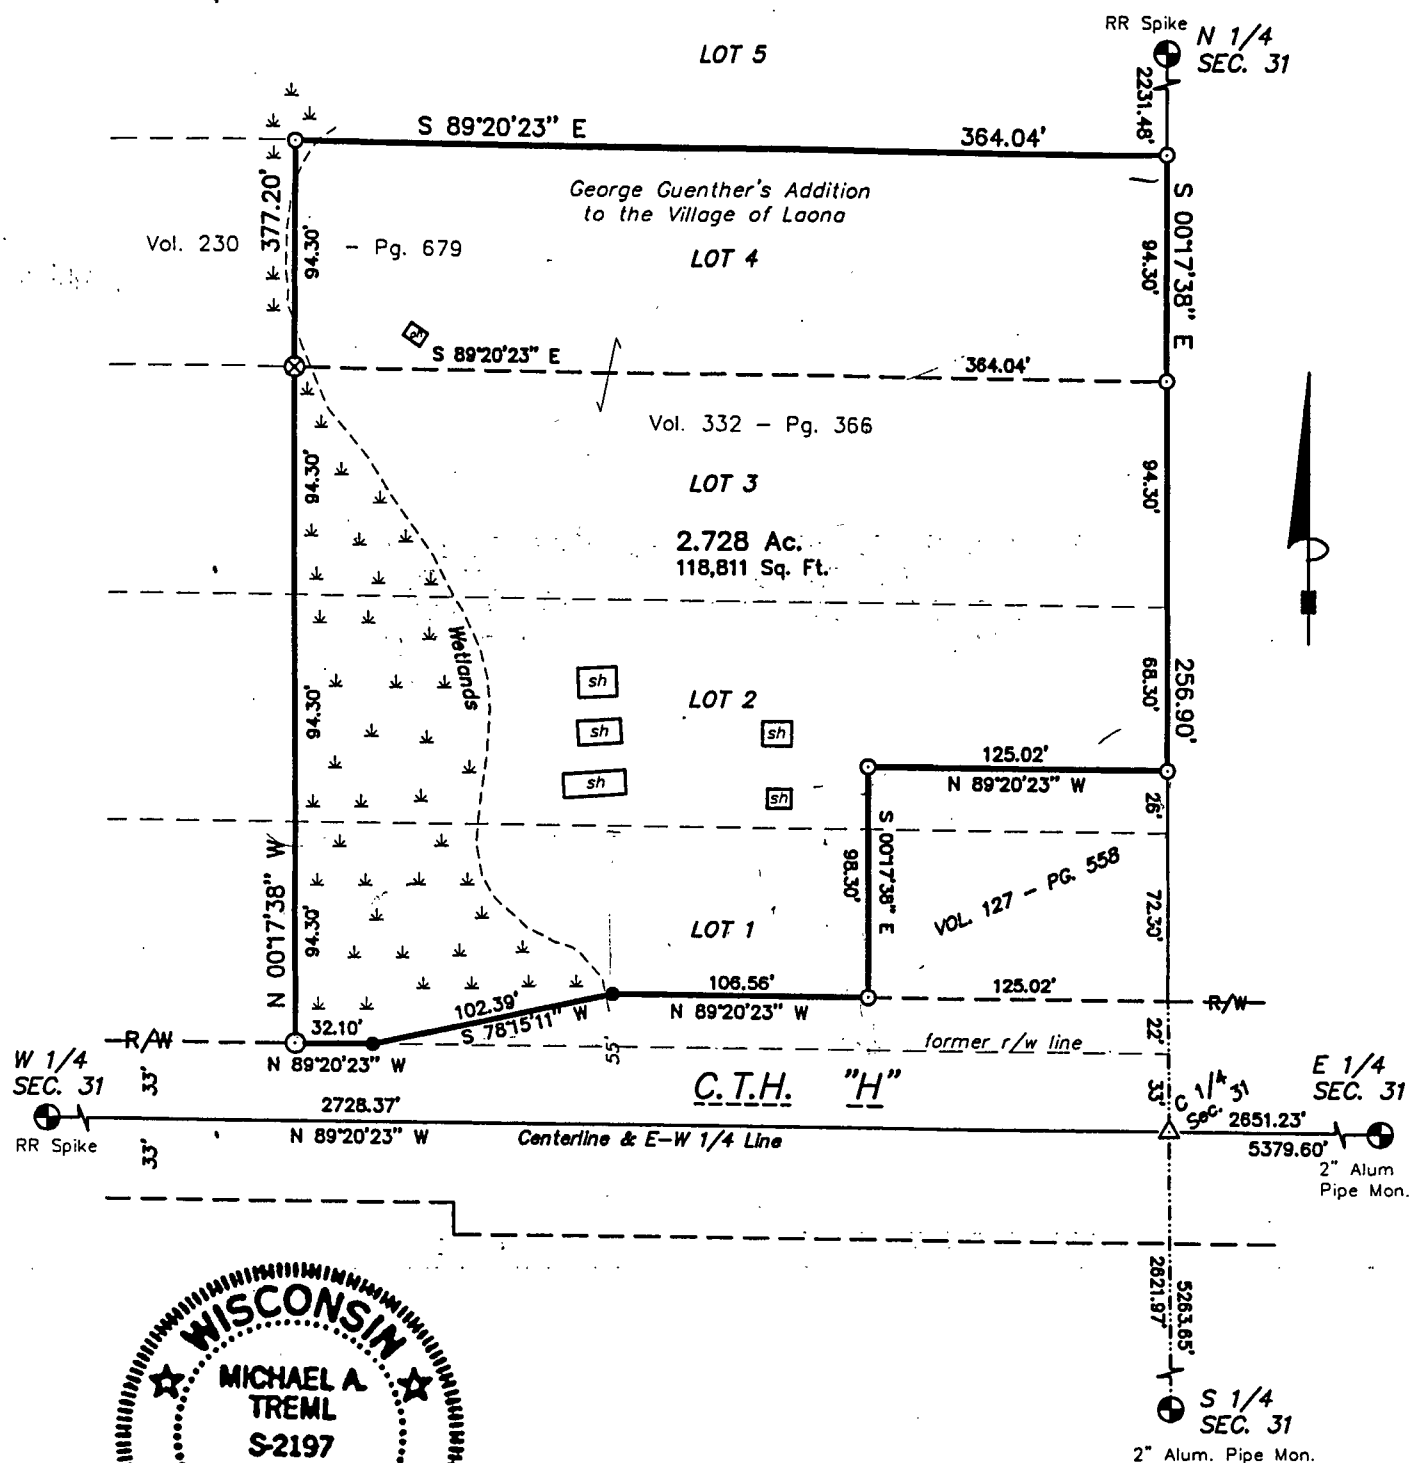 RR Spike
N 1/4
SEC. 31
LOT 5
2231.48'
S 89°20'23" E
364.04'
George Guenther's Addition
to the Village of Laona
377.20'
94.30'
Vol. 230 - Pg. 679
LOT 4
S 00°17'38" E
94.30'
S 89°20'23" E
364.04'
Vol. 332 - Pg. 366
LOT 3
94.30'
94.30'
2.728 Ac.
118,811 Sq. Ft.
Wetlands
sh
LOT 2
68.30'
256.90'
94.30'
sh
sh
sh
sh
125.02'
N 89°20'23" W
26'
S 00°17'38" E
98.30'
VOL. 127 - PG. 558
72.30'
N 00°17'38" W
94.30'
LOT 1
102.39'
S 78°15'11" W
106.56'
N 89°20'23" W
125.02'
R/W
32.10'
R/W
N 89°20'23" W
55'
former r/w line
22'
W 1/4
SEC. 31
33'
C.T.H. "H"
33'
C 1/4
Sec. 31
E 1/4
SEC. 31
2728.37'
2651.23'
RR Spike
N 89°20'23" W
Centerline & E-W 1/4 Line
5379.60'
33'
2" Alum
Pipe Mon.
2621.97'
5263.65'
WISCONSIN
MICHAEL A.
TREML
S-2197
S 1/4
SEC. 31
2" Alum. Pipe Mon.